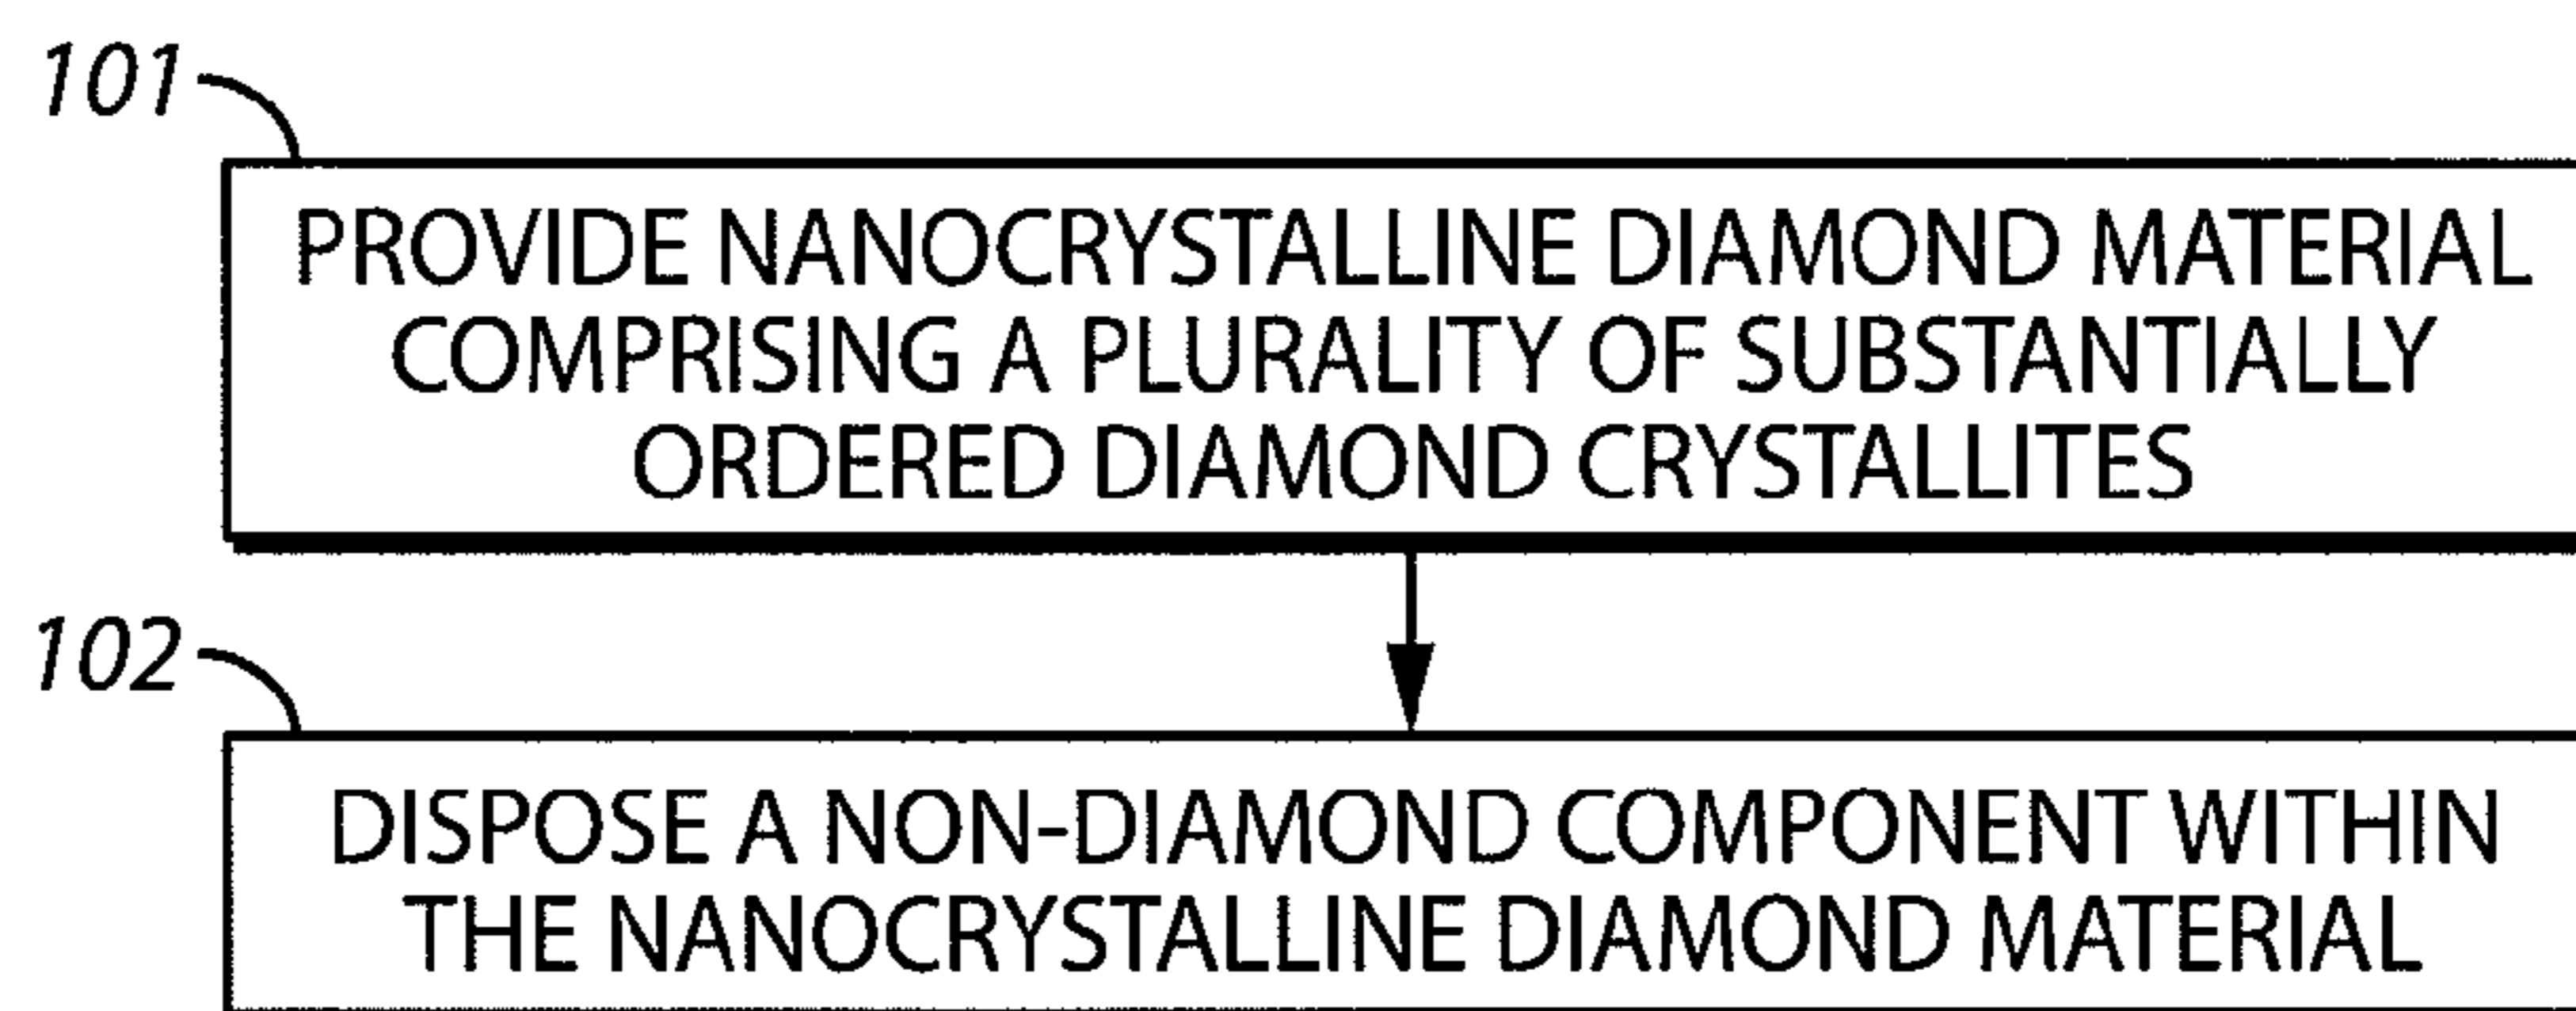 101
PROVIDE NANOCRYSTALLINE DIAMOND MATERIAL
COMPRISING A PLURALITY OF SUBSTANTIALLY
ORDERED DIAMOND CRYSTALLITES
102
DISPOSE A NON-DIAMOND COMPONENT WITHIN
THE NANOCRYSTALLINE DIAMOND MATERIAL